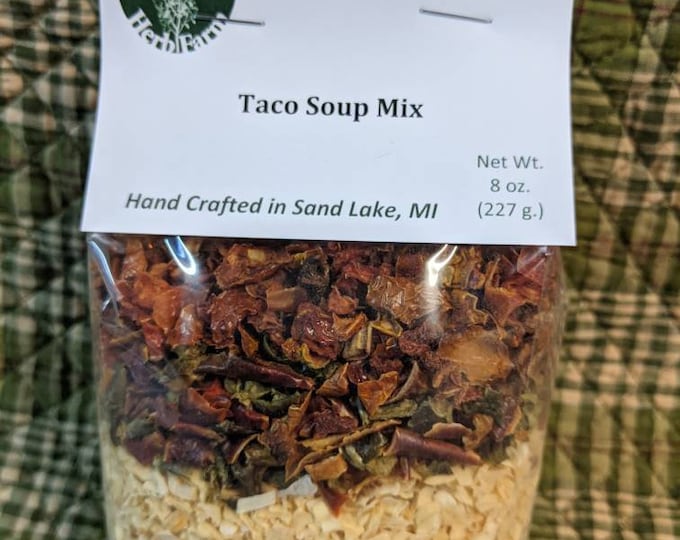 Herb Farm
Taco Soup Mix
Net Wt.
8 oz.
(227 g.)
Hand Crafted in Sand Lake, MI